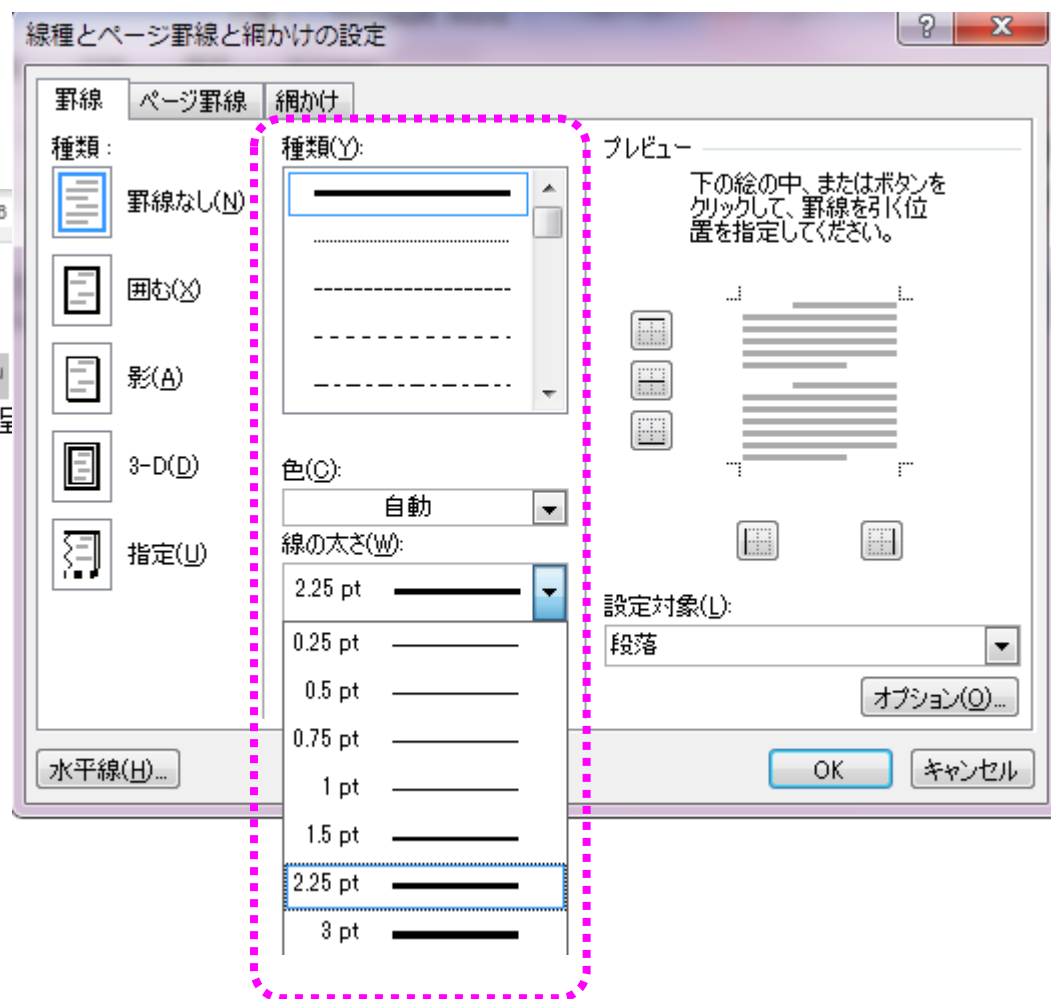 線種とページ罫線と網かけの設定
罫線
ページ罫線
網かけ
種類:
罫線なし(N)
囲む(X)
影(A)
3-D(D)
指定(U)
種類(Y):
色(C):
自動
線の太さ(W):
2.25 pt
0.25 pt
0.5 pt
0.75 pt
1 pt
1.5 pt
2.25 pt
3 pt
プレビュー
下の絵の中、またはボタンを
クリックして、罫線を引く位
置を指定してください。
設定対象(L):
段落
オプション(O)...
水平線(H)...
OK
キャンセル